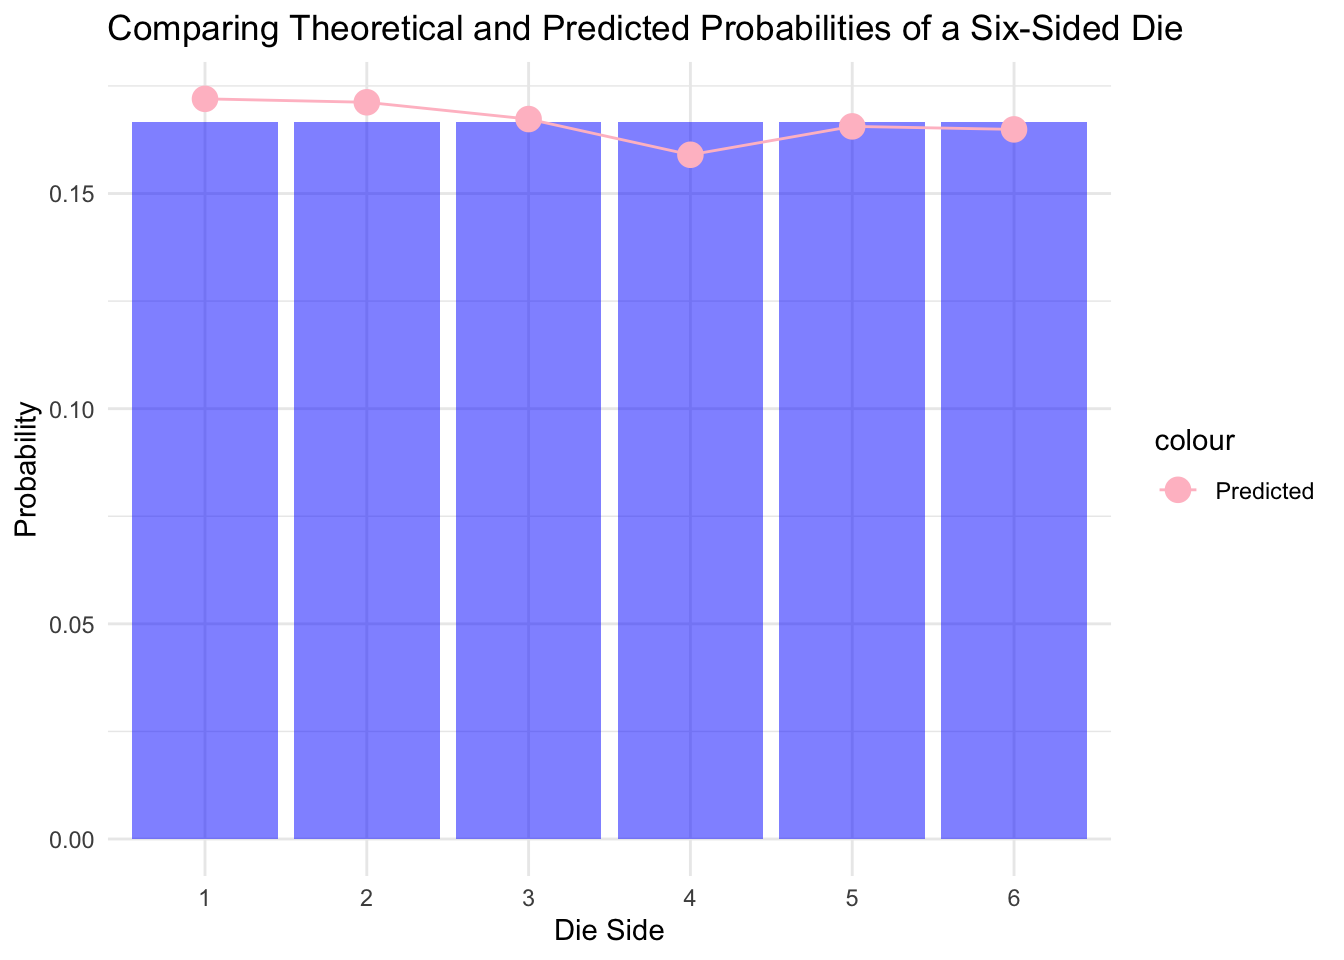 Comparing Theoretical and Predicted Probabilities of a Six-Sided Die
Probability
0.15
0.10
0.05
0.00
1 2 3 4 5 6
Die Side
colour
Predicted